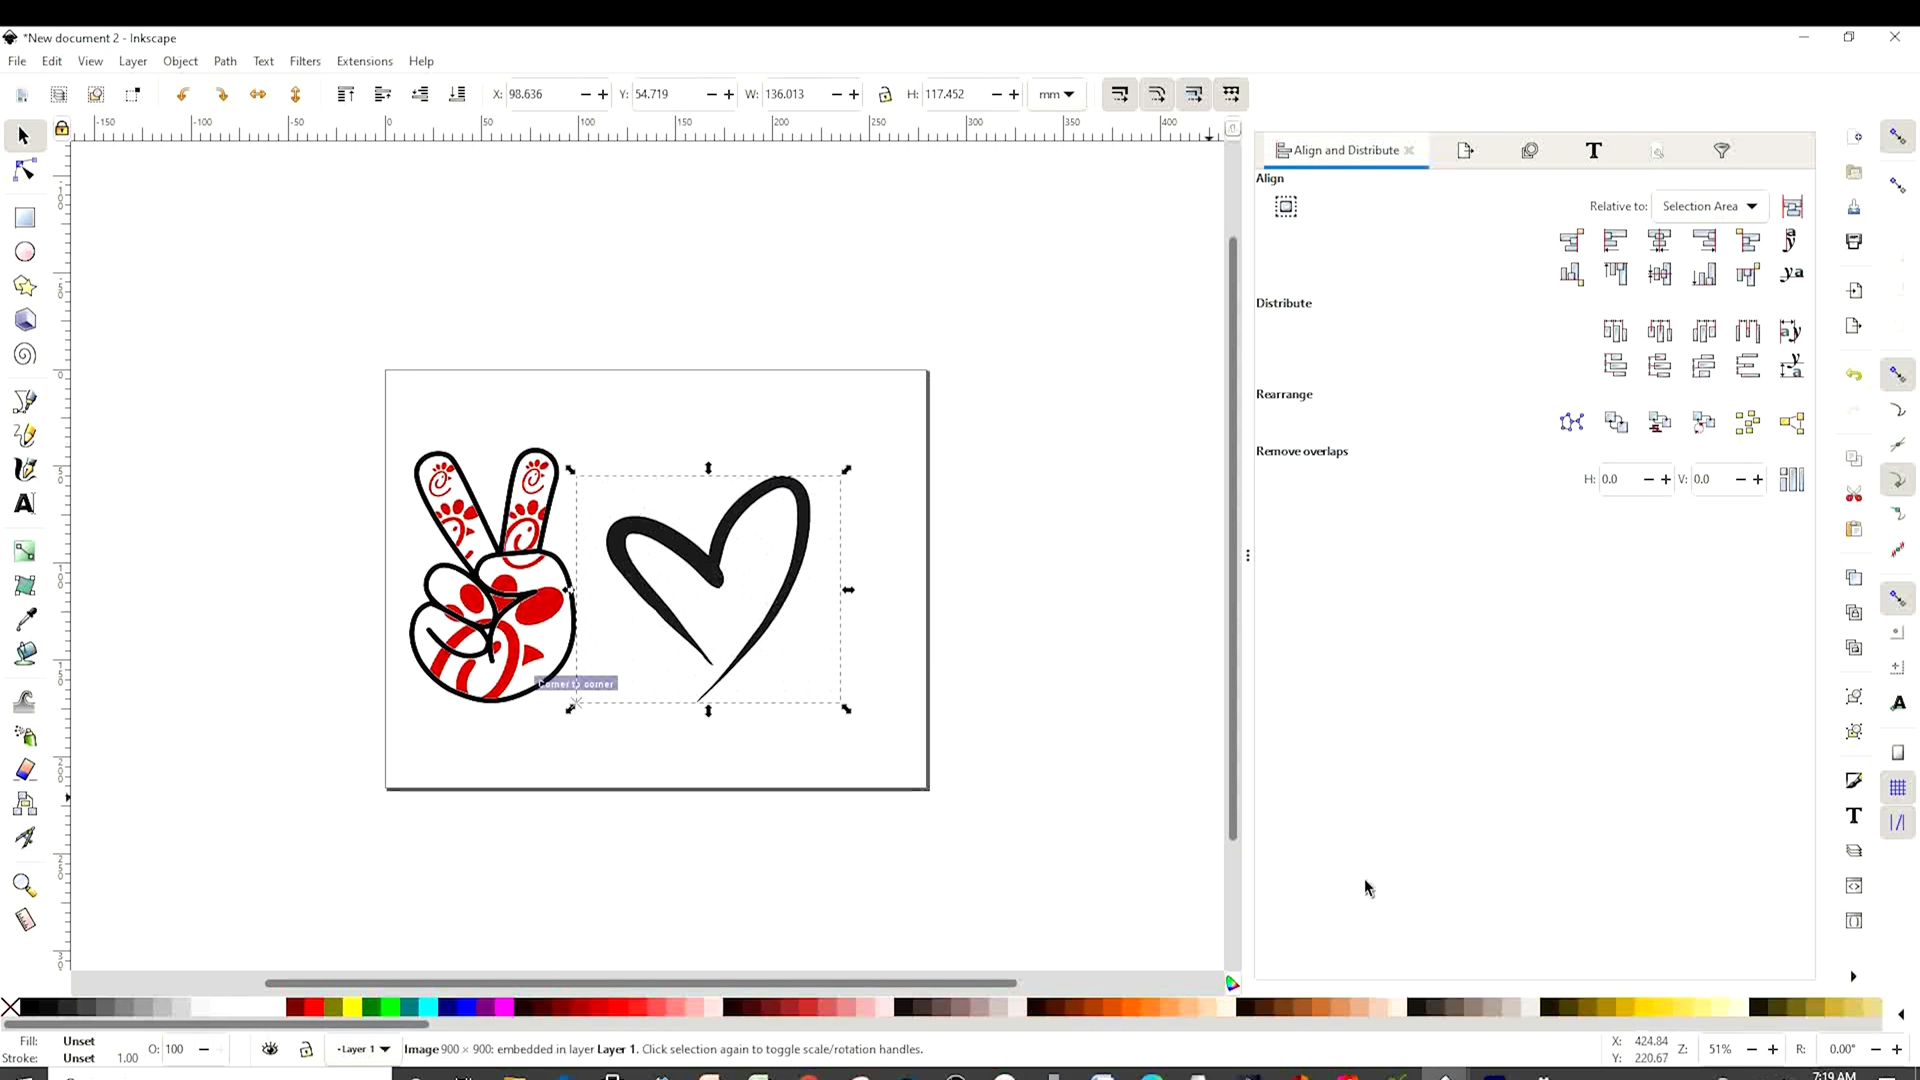 *New document 2 - Inkscape
File Edit View Layer Object Path Text Filters Extensions Help
X: 98.636 Y: 54.719 W: 136.013 H: 117.452 mm
-150 -100 -50 0 50 100 150 200 250 300 350 400
Align and Distribute
Align
Relative to: Selection Area
Distribute
Rearrange
Remove overlaps
H: 0.0 V: 0.0
Corner to corner
Fill: Unset
Stroke: Unset 1.00
O: 100
-Layer 1
Image 900 × 900: embedded in layer Layer 1. Click selection again to toggle scale/rotation handles.
X: 424.84
Y: 220.67
Z: 51%
R: 0.00°
7:19 AM